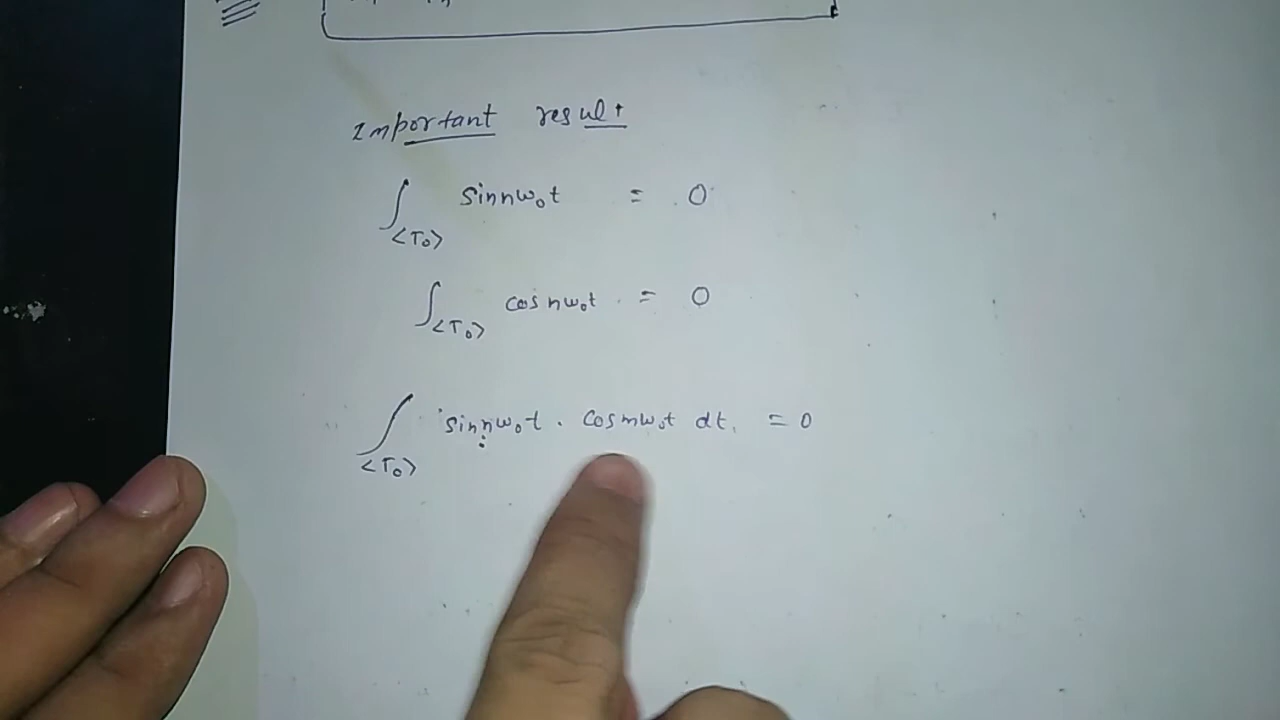 Important result
∫<T₀> sinnω₀t = 0
∫<T₀> cosnω₀t = 0
∫<T₀> sinnω₀t . cosmω₀t dt = 0